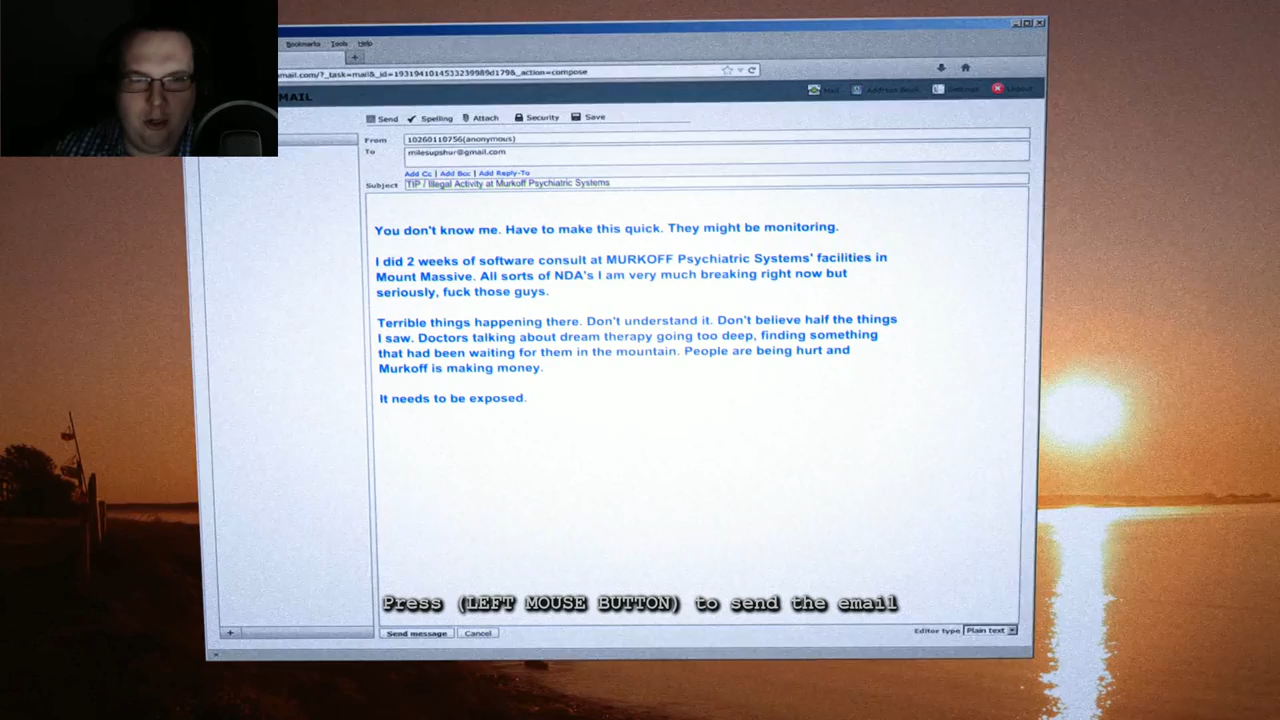 Bookmarks Tools Help
+
mail.com/?_task=mail&_id=1931941014533239989d179&_action=compose
MAIL
Mail Address Book Settings Logout
Send Spelling Attach Security Save
From 10260110756(anonymous)
To milesupshur@gmail.com
Add Cc | Add Bcc | Add Reply-To
Subject TIP / Illegal Activity at Murkoff Psychiatric Systems
You don't know me. Have to make this quick. They might be monitoring.
I did 2 weeks of software consult at MURKOFF Psychiatric Systems' facilities in
Mount Massive. All sorts of NDA's I am very much breaking right now but
seriously, fuck those guys.
Terrible things happening there. Don't understand it. Don't believe half the things
I saw. Doctors talking about dream therapy going too deep, finding something
that had been waiting for them in the mountain. People are being hurt and
Murkoff is making money.
It needs to be exposed.
Press (LEFT MOUSE BUTTON) to send the email
+
Send message Cancel
Editor type Plain text